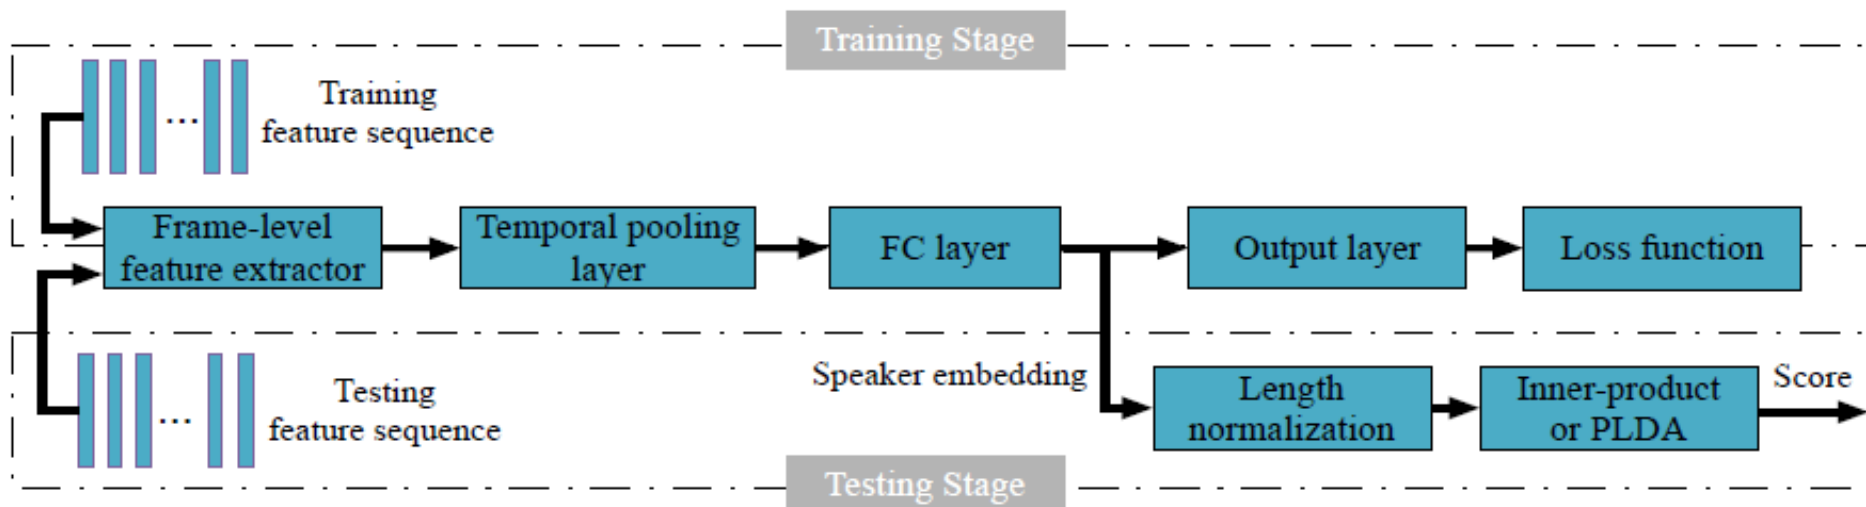 Training Stage
Training
feature sequence
...
Frame-level
feature extractor
Temporal pooling
layer
FC layer
Output layer
Loss function
Testing
feature sequence
...
Speaker embedding
Length
normalization
Inner-product
or PLDA
Score
Testing Stage